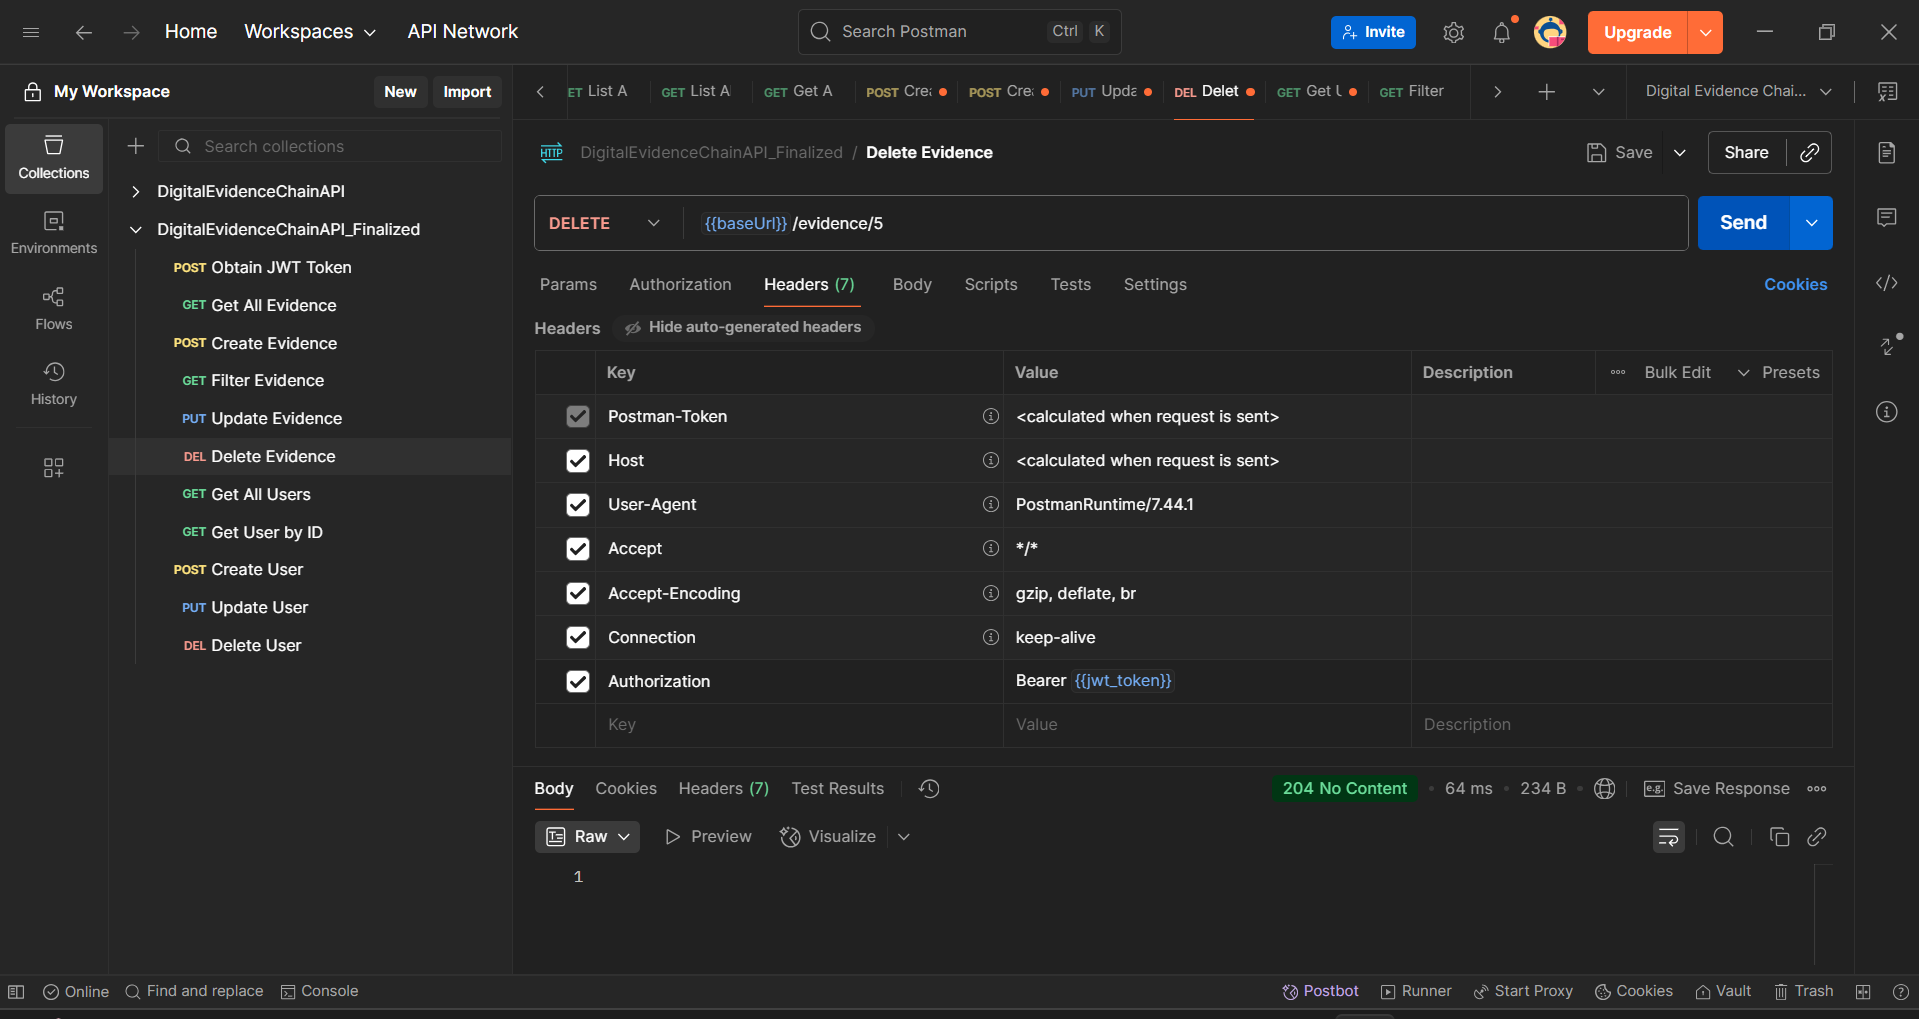 Home Workspaces API Network Search Postman Ctrl K Invite Upgrade
My Workspace New Import
ET List A GET List Al GET Get A POST Crea POST Crea PUT Upda DEL Delet GET Get U GET Filter Digital Evidence Chai...
Search collections
Collections
Environments
Flows
History
DigitalEvidenceChainAPI
DigitalEvidenceChainAPI_Finalized
POST Obtain JWT Token
GET Get All Evidence
POST Create Evidence
GET Filter Evidence
PUT Update Evidence
DEL Delete Evidence
GET Get All Users
GET Get User by ID
POST Create User
PUT Update User
DEL Delete User
HTTP DigitalEvidenceChainAPI_Finalized / Delete Evidence Save Share
DELETE {{baseUrl}} /evidence/5 Send
Params Authorization Headers (7) Body Scripts Tests Settings Cookies
Headers Hide auto-generated headers
Key Value Description Bulk Edit Presets
Postman-Token <calculated when request is sent>
Host <calculated when request is sent>
User-Agent PostmanRuntime/7.44.1
Accept */*
Accept-Encoding gzip, deflate, br
Connection keep-alive
Authorization Bearer {{jwt_token}}
Key Value Description
Body Cookies Headers (7) Test Results 204 No Content 64 ms 234 B e.g. Save Response
Raw Preview Visualize
1
Online Find and replace Console Postbot Runner Start Proxy Cookies Vault Trash